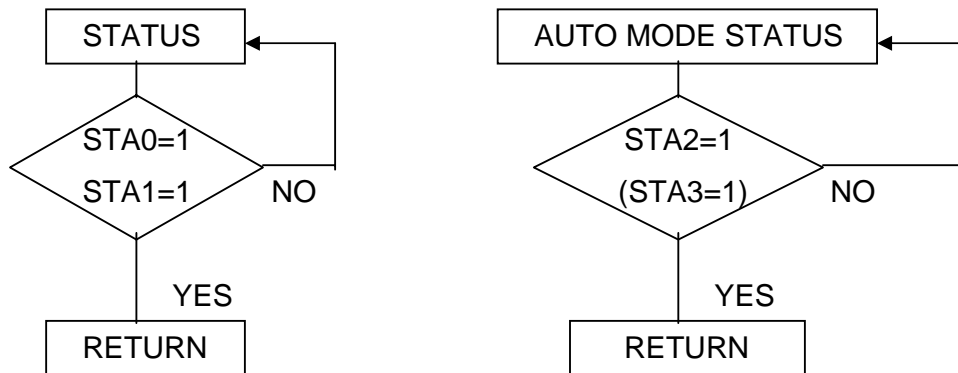 STATUS
STA0=1
STA1=1
NO
YES
RETURN
AUTO MODE STATUS
STA2=1
(STA3=1)
NO
YES
RETURN